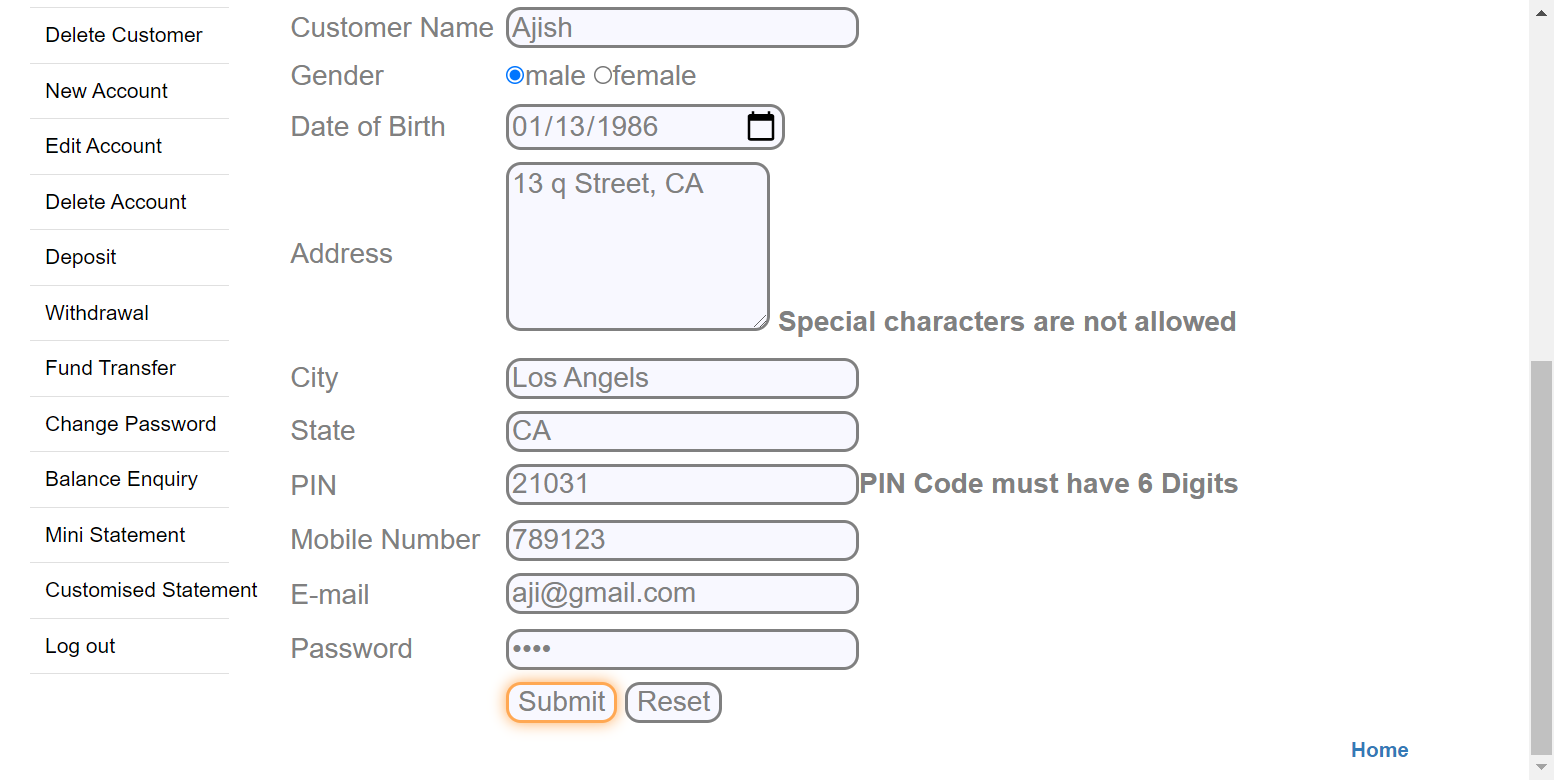 Delete Customer
New Account
Edit Account
Delete Account
Deposit
Withdrawal
Fund Transfer
Change Password
Balance Enquiry
Mini Statement
Customised Statement
Log out
Customer Name Ajish
Gender male female
Date of Birth 01/13/1986
Address 13 q Street, CA
Special characters are not allowed
City Los Angels
State CA
PIN 21031 PIN Code must have 6 Digits
Mobile Number 789123
E-mail aji@gmail.com
Password ••••
Submit Reset
Home